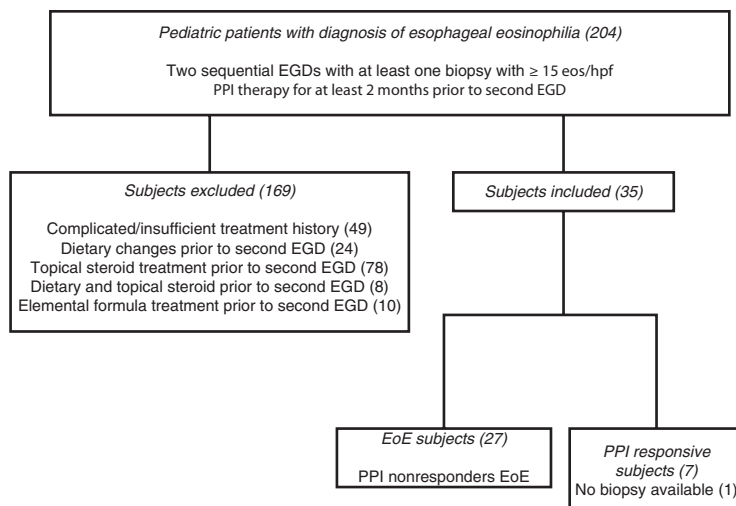 Pediatric patients with diagnosis of esophageal eosinophilia (204)
Two sequential EGDs with at least one biopsy with ≥ 15 eos/hpf
PPI therapy for at least 2 months prior to second EGD
Subjects excluded (169)
Complicated/insufficient treatment history (49)
Dietary changes prior to second EGD (24)
Topical steroid treatment prior to second EGD (78)
Dietary and topical steroid prior to second EGD (8)
Elemental formula treatment prior to second EGD (10)
Subjects included (35)
EoE subjects (27)
PPI nonresponders EoE
PPI responsive
subjects (7)
No biopsy available (1)